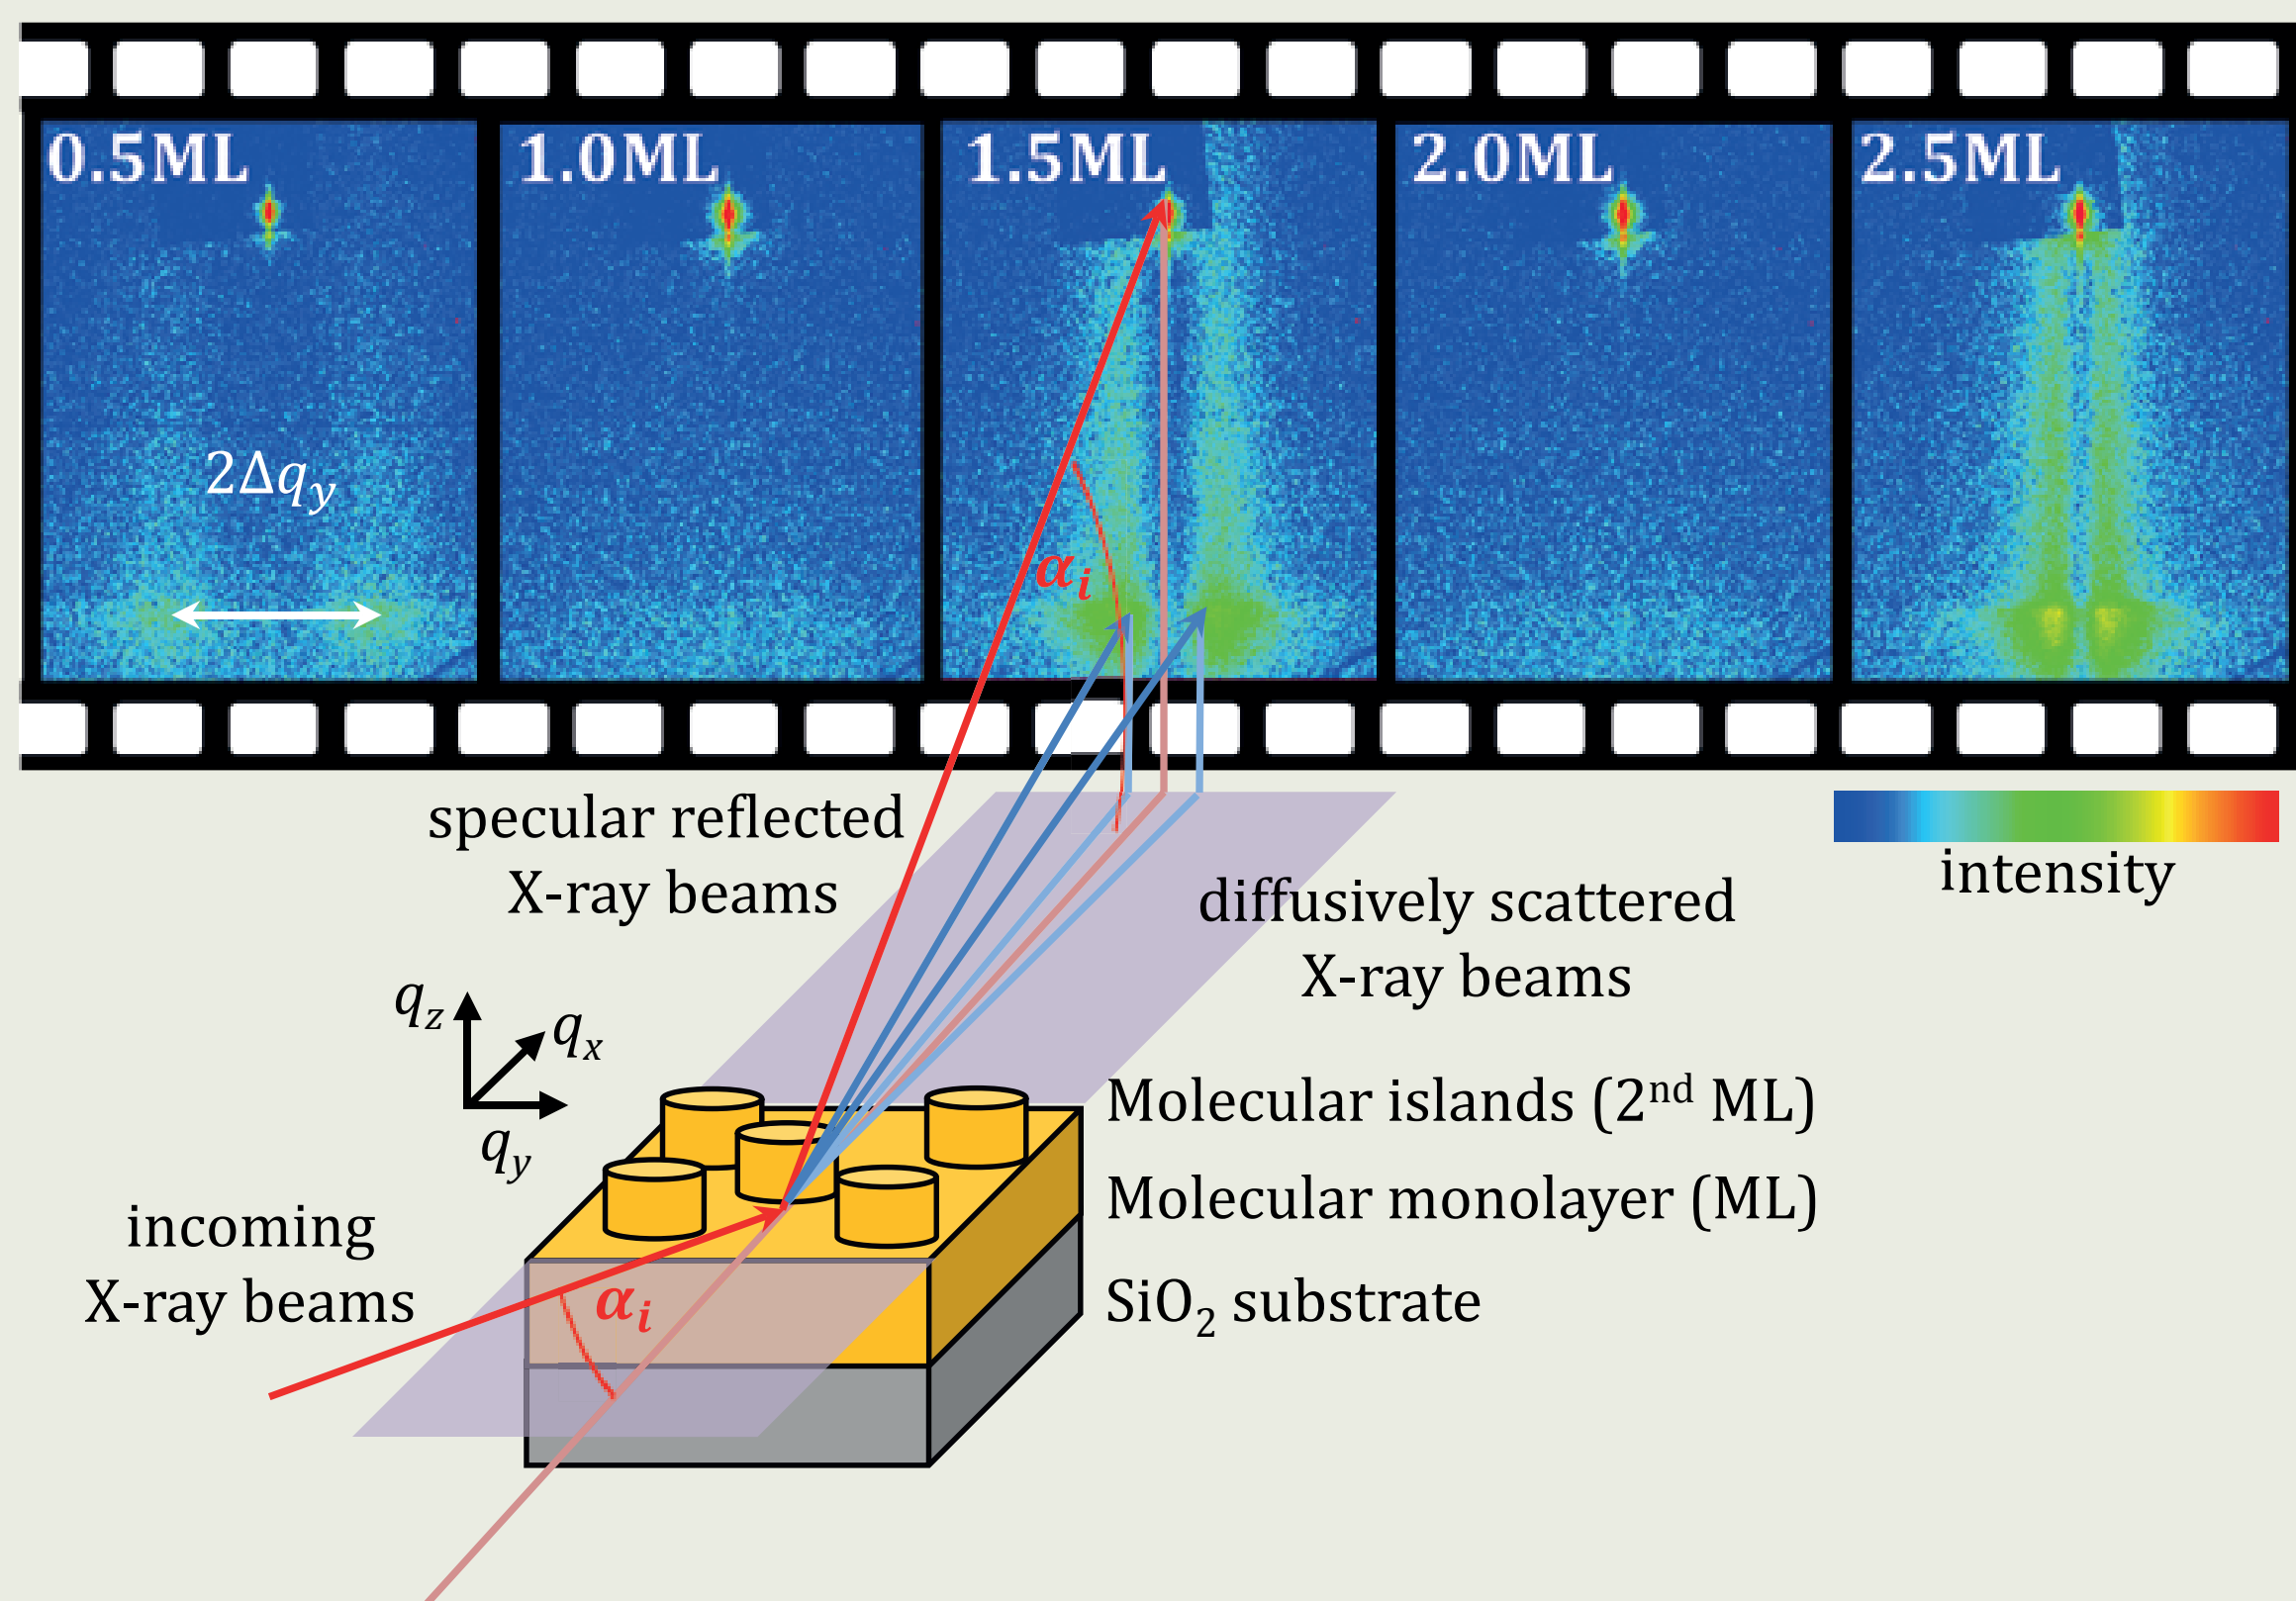 0.5ML
1.0ML
1.5ML
2.0ML
2.5ML
2Δq_y
α_i
specular reflected
X-ray beams
intensity
diffusively scattered
X-ray beams
q_z
q_x
q_y
Molecular islands (2nd ML)
Molecular monolayer (ML)
incoming
X-ray beams
α_i
SiO₂ substrate